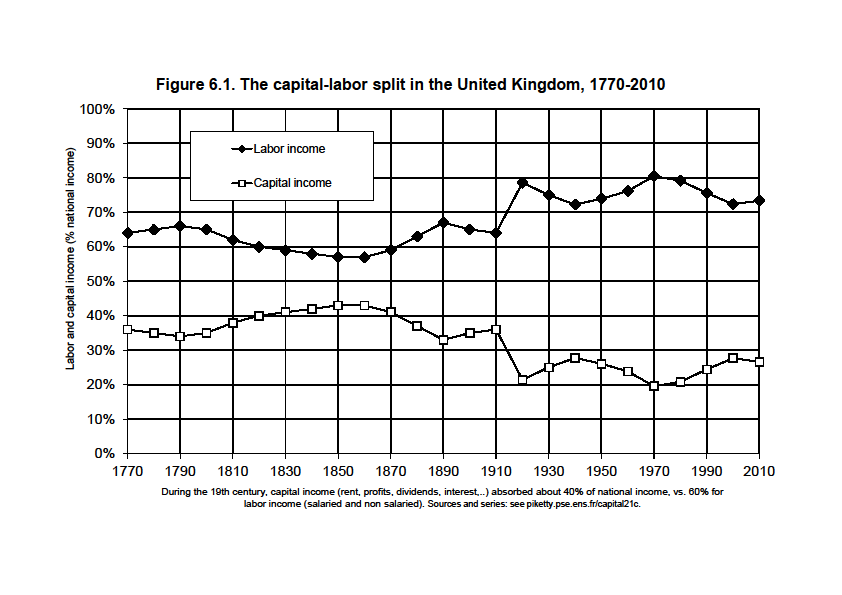 Figure 6.1. The capital-labor split in the United Kingdom, 1770-2010
100%
90%
80%
70%
60%
50%
40%
30%
20%
10%
0%
Labor and capital income (% national income)
Labor income
Capital income
1770 1790 1810 1830 1850 1870 1890 1910 1930 1950 1970 1990 2010
During the 19th century, capital income (rent, profits, dividends, interest,..) absorbed about 40% of national income, vs. 60% for
labor income (salaried and non salaried). Sources and series: see piketty.pse.ens.fr/capital21c.